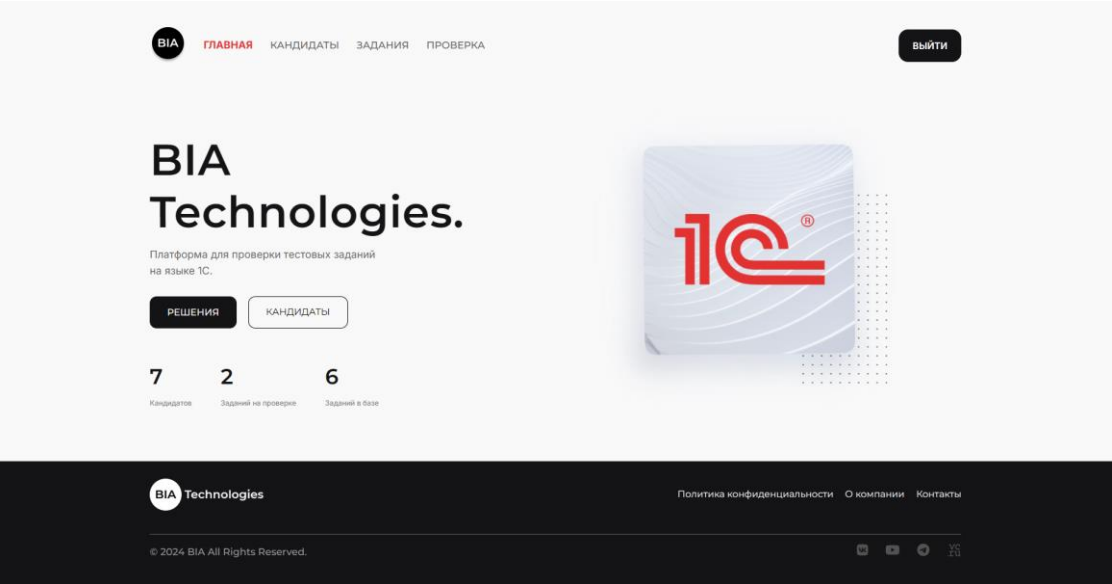 BIA
ГЛАВНАЯ КАНДИДАТЫ ЗАДАНИЯ ПРОВЕРКА
ВЫЙТИ
BIA
Technologies.
Платформа для проверки тестовых заданий
на языке 1С.
РЕШЕНИЯ КАНДИДАТЫ
7 2 6
Кандидатов Заданий на проверке Заданий в базе
1С ®
BIA Technologies
Политика конфиденциальности О компании Контакты
© 2024 BIA All Rights Reserved.